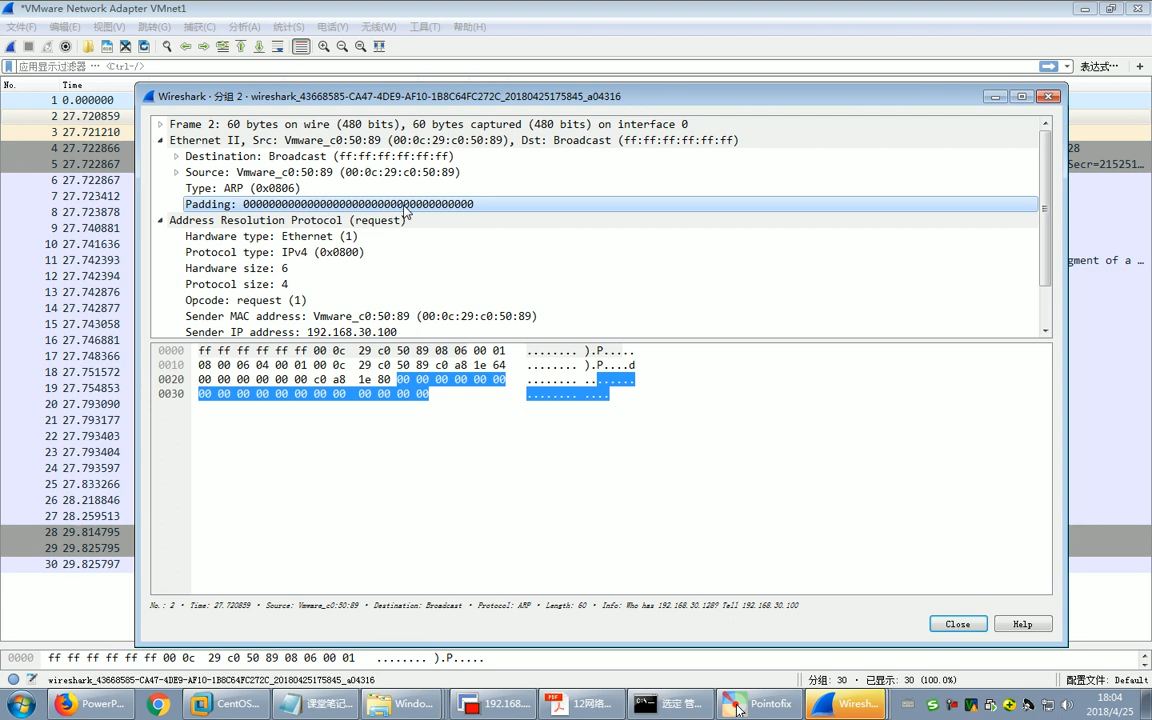 *VMware Network Adapter VMnet1
文件(F) 编辑(E) 视图(V) 跳转(G) 捕获(C) 分析(A) 统计(S) 电话(Y) 无线(W) 工具(T) 帮助(H)
应用显示过滤器 … <Ctrl-/> 表达式… +
No. Time
1 0.000000
2 27.720859
3 27.721210
4 27.722866 28
5 27.722867 Secr=215251...
6 27.722867
7 27.723412
8 27.723878
9 27.740881
10 27.741636
11 27.742393 gment of a …
12 27.742394
13 27.742876
14 27.742877
15 27.743058
16 27.746881
17 27.748366
18 27.751572
19 27.754853
20 27.793090
21 27.793177
22 27.793403
23 27.793404
24 27.793597
25 27.833266
26 28.218846
27 28.259513
28 29.814795
29 29.825795
30 29.825797
Wireshark · 分组 2 · wireshark_43668585-CA47-4DE9-AF10-1B8C64FC272C_20180425175845_a04316
Frame 2: 60 bytes on wire (480 bits), 60 bytes captured (480 bits) on interface 0
Ethernet II, Src: Vmware_c0:50:89 (00:0c:29:c0:50:89), Dst: Broadcast (ff:ff:ff:ff:ff:ff)
Destination: Broadcast (ff:ff:ff:ff:ff:ff)
Source: Vmware_c0:50:89 (00:0c:29:c0:50:89)
Type: ARP (0x0806)
Padding: 000000000000000000000000000000000000
Address Resolution Protocol (request)
Hardware type: Ethernet (1)
Protocol type: IPv4 (0x0800)
Hardware size: 6
Protocol size: 4
Opcode: request (1)
Sender MAC address: Vmware_c0:50:89 (00:0c:29:c0:50:89)
Sender IP address: 192.168.30.100
0000 ff ff ff ff ff ff 00 0c 29 c0 50 89 08 06 00 01 ........ ).P.....
0010 08 00 06 04 00 01 00 0c 29 c0 50 89 c0 a8 1e 64 ........ ).P....d
0020 00 00 00 00 00 00 c0 a8 1e 80 00 00 00 00 00 00 ........ ........
0030 00 00 00 00 00 00 00 00 00 00 00 00 ........ ....
No.: 2 · Time: 27.720859 · Source: Vmware_c0:50:89 · Destination: Broadcast · Protocol: ARP · Length: 60 · Info: Who has 192.168.30.128? Tell 192.168.30.100
Close Help
0000 ff ff ff ff ff ff 00 0c 29 c0 50 89 08 06 00 01 ........ ).P.....
wireshark_43668585-CA47-4DE9-AF10-1B8C64FC272C_20180425175845_a04316 分组: 30 · 已显示: 30 (100.0%) 配置文件: Default
PowerP... CentOS... 课堂笔记... Windo... 192.168.... 12网络... 选定 管... Pointofix Wiresh...
18:04
2018/4/25